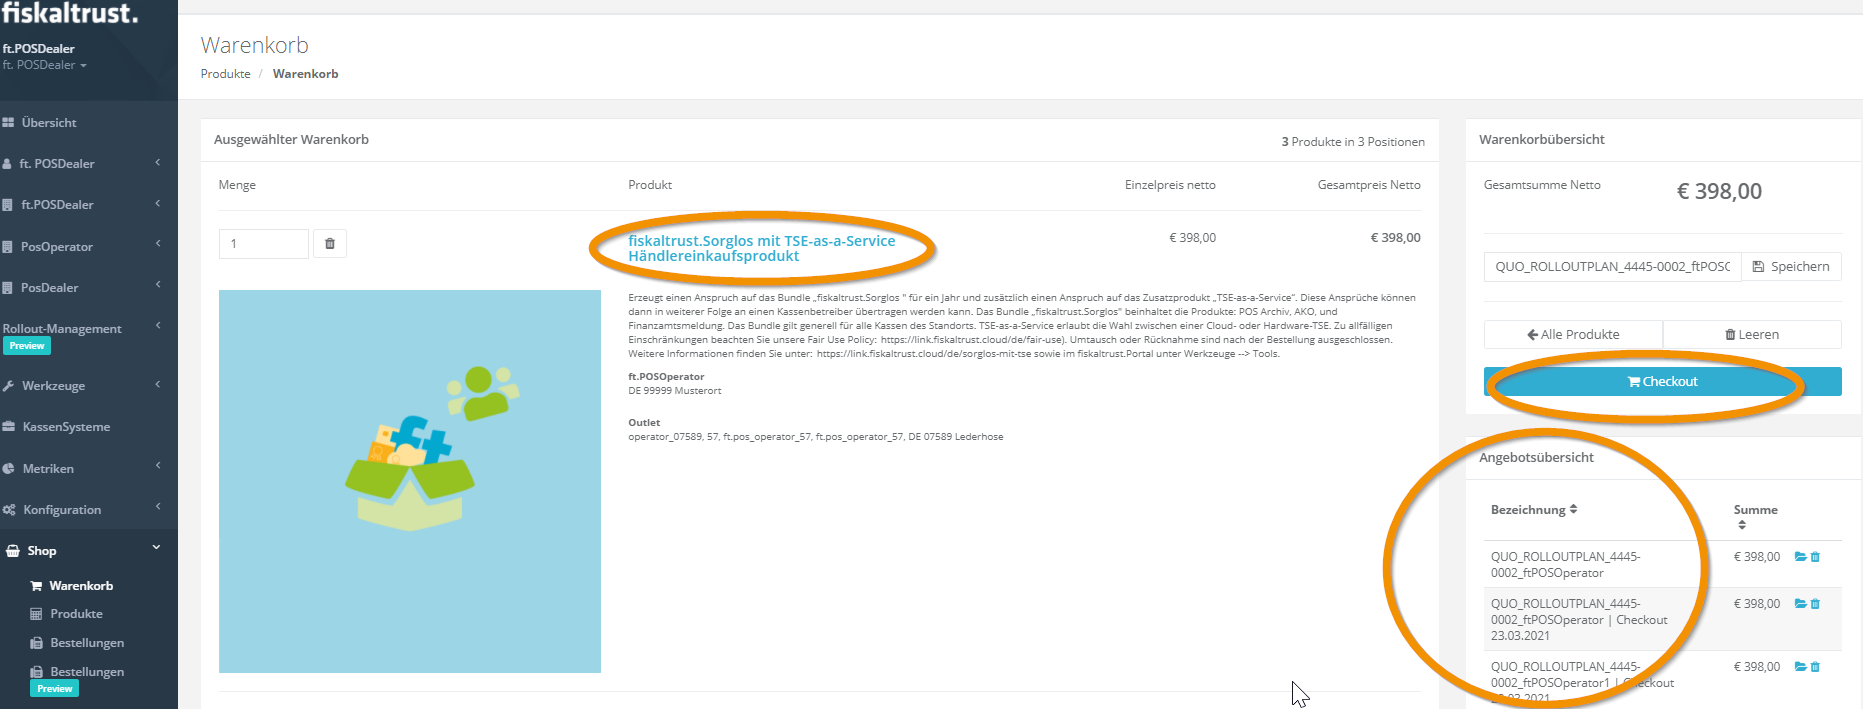 fiskaltrust.
ft.POSDealer
ft. POSDealer
Übersicht
ft. POSDealer
ft.POSDealer
PosOperator
PosDealer
Rollout-Management
Preview
Werkzeuge
KassenSysteme
Metriken
Konfiguration
Shop
Warenkorb
Produkte
Bestellungen
Bestellungen
Preview
Warenkorb
Produkte / Warenkorb
Ausgewählter Warenkorb
3 Produkte in 3 Positionen
Menge Produkt Einzelpreis netto Gesamtpreis Netto
1
fiskaltrust.Sorglos mit TSE-as-a-Service
Händlereinkaufsprodukt
€ 398,00 € 398,00
Erzeugt einen Anspruch auf das Bundle „fiskaltrust.Sorglos " für ein Jahr und zusätzlich einen Anspruch auf das Zusatzprodukt „TSE-as-a-Service". Diese Ansprüche können
dann in weiterer Folge an einen Kassenbetreiber übertragen werden kann. Das Bundle „fiskaltrust.Sorglos" beinhaltet die Produkte: POS Archiv, AKO, und
Finanzamtsmeldung. Das Bundle gilt generell für alle Kassen des Standorts. TSE-as-a-Service erlaubt die Wahl zwischen einer Cloud- oder Hardware-TSE. Zu allfälligen
Einschränkungen beachten Sie unsere Fair Use Policy: https://link.fiskaltrust.cloud/de/fair-use). Umtausch oder Rücknahme sind nach der Bestellung ausgeschlossen.
Weitere Informationen finden Sie unter: https://link.fiskaltrust.cloud/de/sorglos-mit-tse sowie im fiskaltrust.Portal unter Werkzeuge --> Tools.
ft.POSOperator
DE 99999 Musterort
Outlet
operator_07589, 57, ft.pos_operator_57, ft.pos_operator_57, DE 07589 Lederhose
Warenkorbübersicht
Gesamtsumme Netto € 398,00
QUO_ROLLOUTPLAN_4445-0002_ftPOSC Speichern
Alle Produkte Leeren
Checkout
Angebotsübersicht
Bezeichnung Summe
QUO_ROLLOUTPLAN_4445-
0002_ftPOSOperator
€ 398,00
QUO_ROLLOUTPLAN_4445-
0002_ftPOSOperator | Checkout
23.03.2021
€ 398,00
QUO_ROLLOUTPLAN_4445-
0002_ftPOSOperator1 | Checkout
€ 398,00